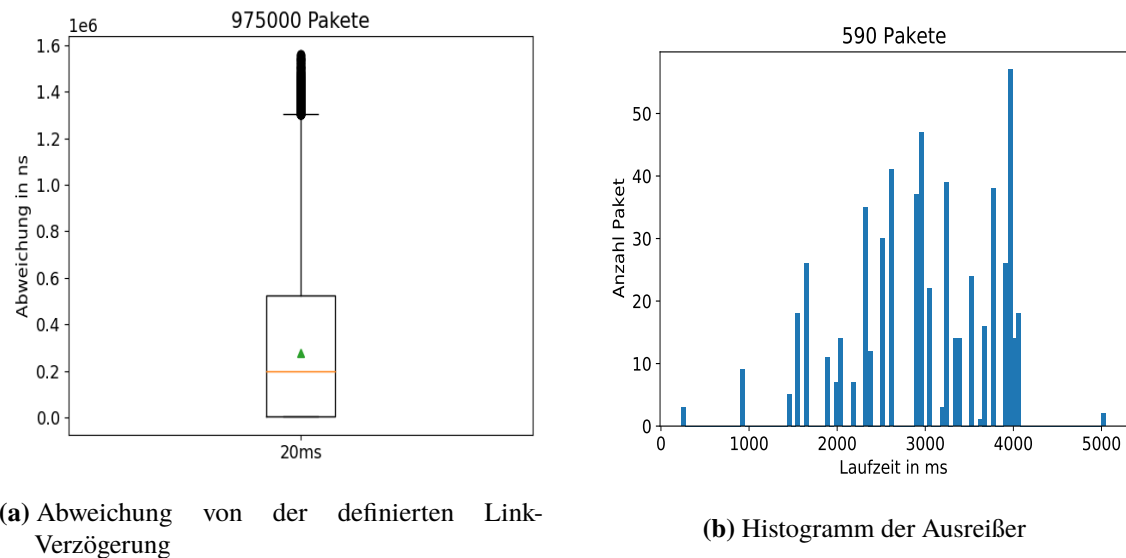 975000 Pakete
1e6
1.6
1.4
1.2
1.0
0.8
0.6
0.4
0.2
0.0
Abweichung in ns
20ms
(a) Abweichung von der definierten Link-
Verzögerung
590 Pakete
50
40
30
20
10
0
Anzahl Paket
0 1000 2000 3000 4000 5000
Laufzeit in ms
(b) Histogramm der Ausreißer